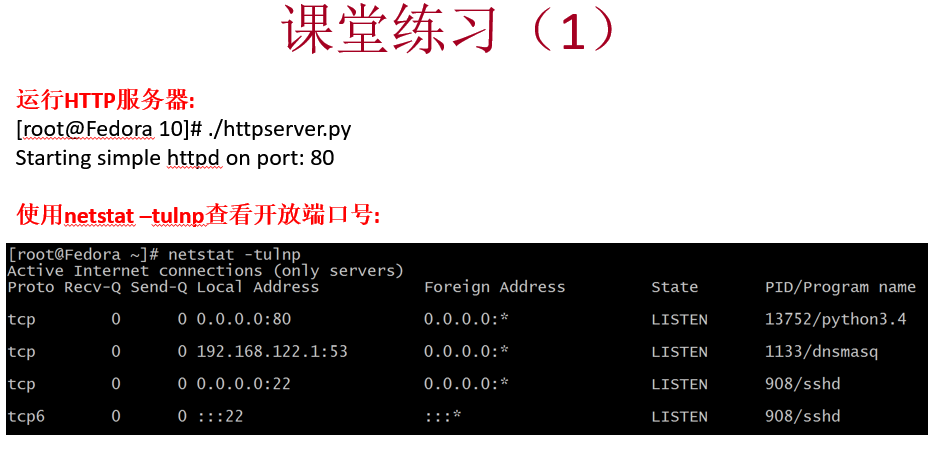 课堂练习（1）
运行HTTP服务器:
[root@Fedora 10]# ./httpserver.py
Starting simple httpd on port: 80
使用netstat –tulnp查看开放端口号:
[root@Fedora ~]# netstat -tulnp
Active Internet connections (only servers)
Proto Recv-Q Send-Q Local Address Foreign Address State PID/Program name
tcp 0 0 0.0.0.0:80 0.0.0.0:* LISTEN 13752/python3.4
tcp 0 0 192.168.122.1:53 0.0.0.0:* LISTEN 1133/dnsmasq
tcp 0 0 0.0.0.0:22 0.0.0.0:* LISTEN 908/sshd
tcp6 0 0 :::22 :::* LISTEN 908/sshd